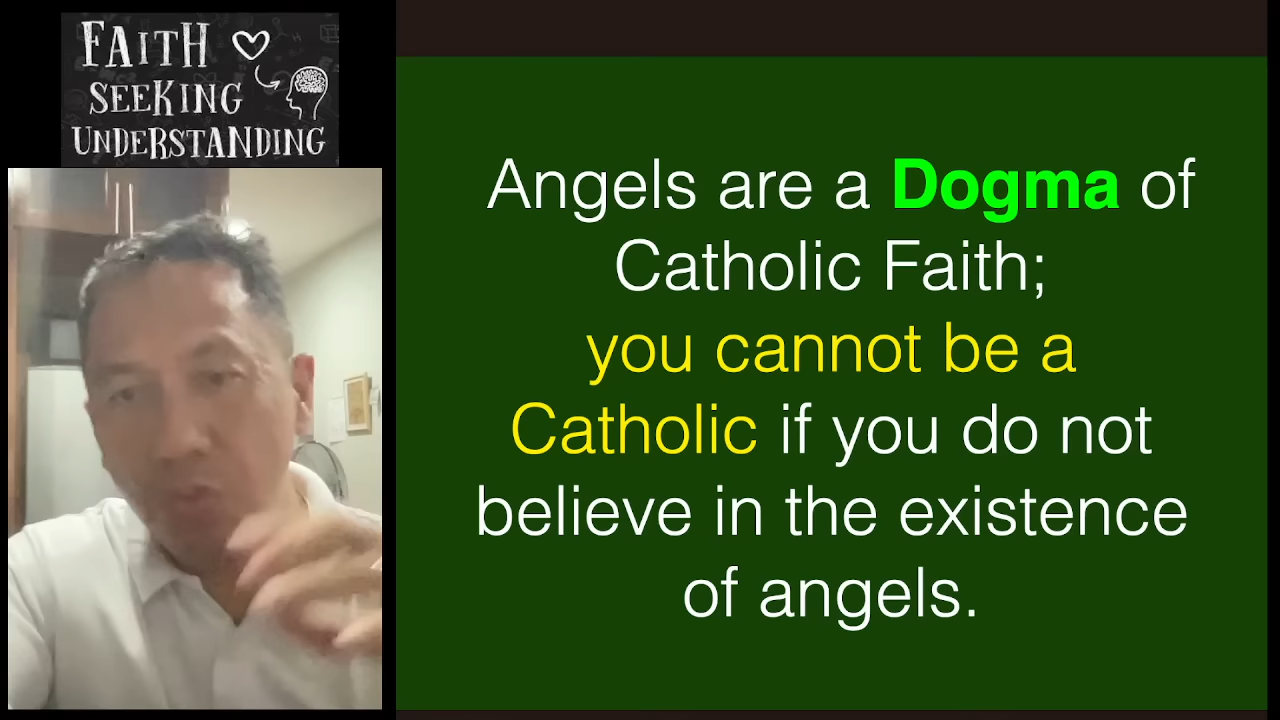 FAITH
SEEKING
UNDERSTANDING
Angels are a Dogma of
Catholic Faith;
you cannot be a
Catholic if you do not
believe in the existence
of angels.